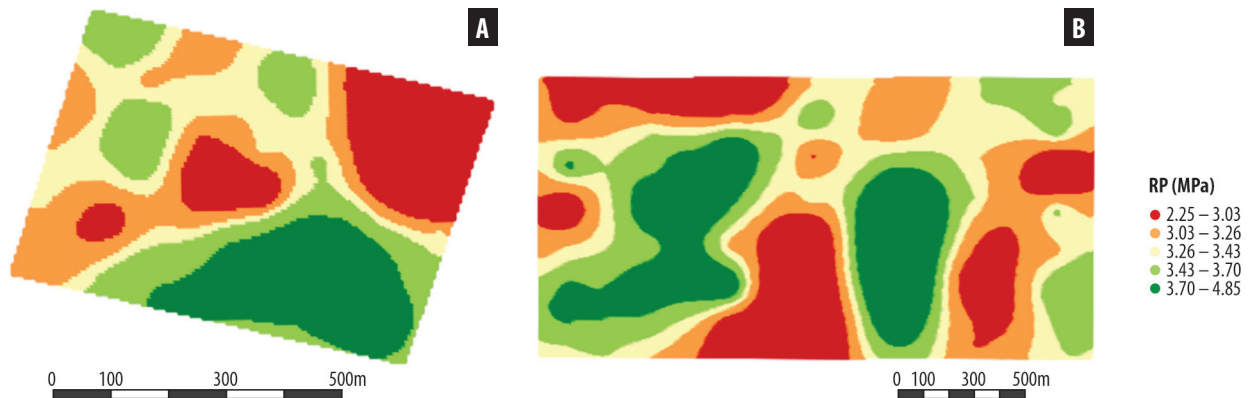 A
B
RP (MPa)
2.25 – 3.03
3.03 – 3.26
3.26 – 3.43
3.43 – 3.70
3.70 – 4.85
0 100 300 500m
0 100 300 500m